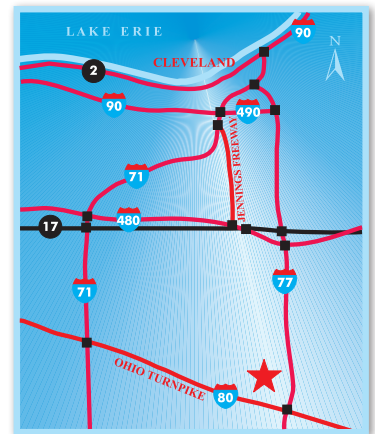 LAKE ERIE
90
N
CLEVELAND
2
90
490
JENNINGS FREEWAY
71
480
17
71
77
OHIO TURNPIKE
80